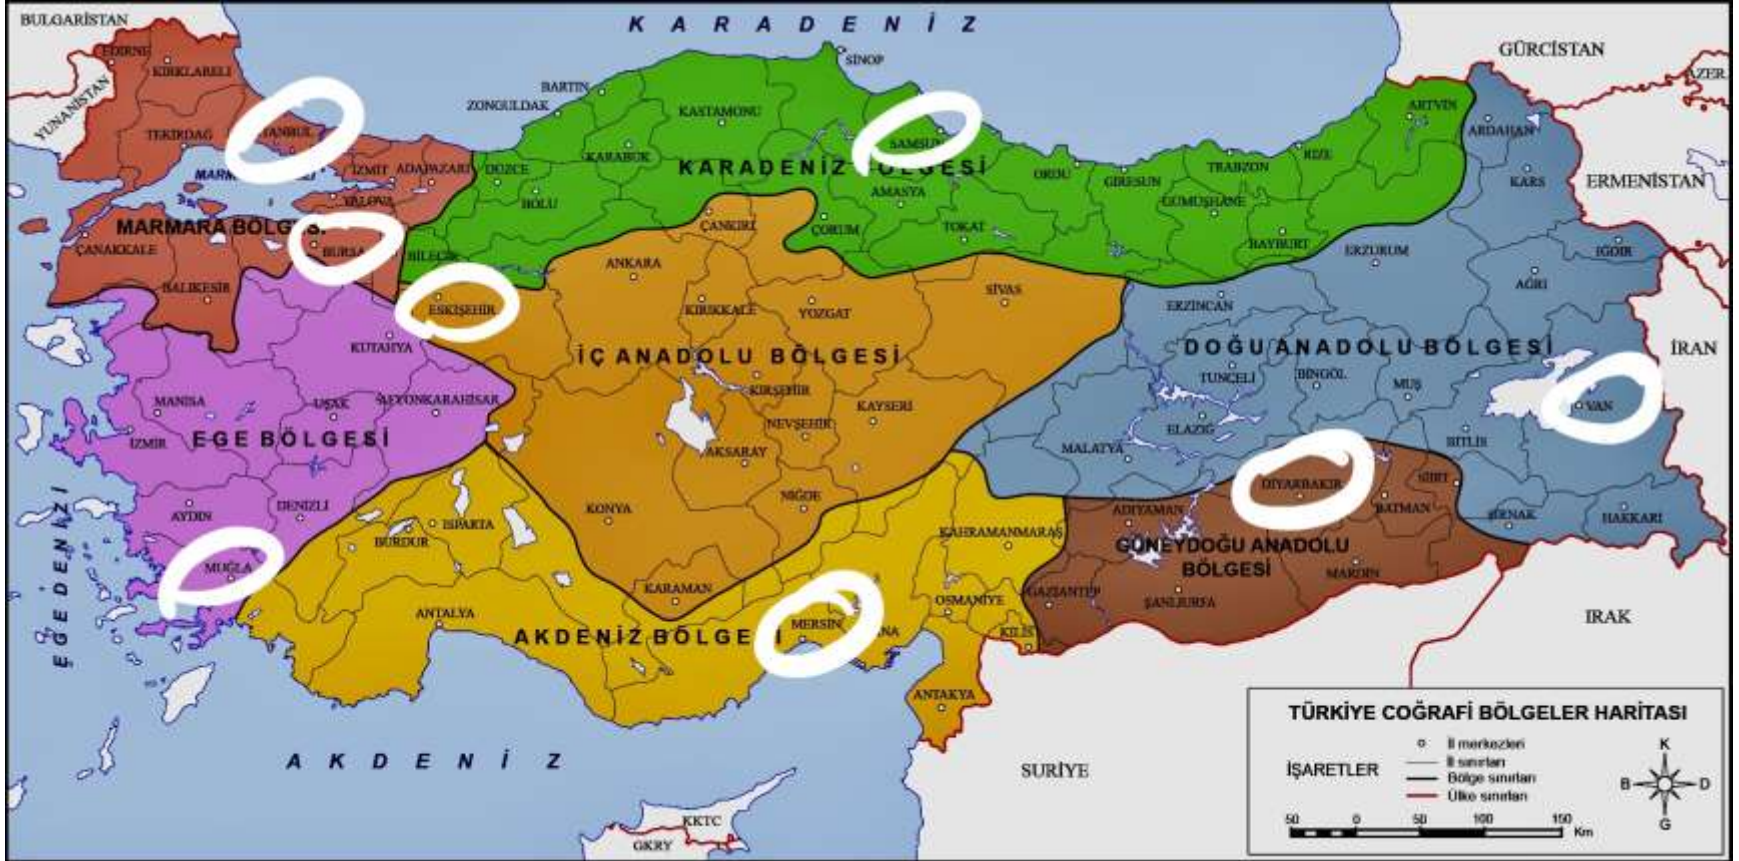 BULGARİSTAN
K A R A D E N İ Z
GÜRCİSTAN
EDİRNE
KIRKLARELİ
SİNOP
AZER
BARTIN
ZONGULDAK
KASTAMONU
ARTVİN
YUNANİSTAN
TEKİRDAĞ
TANBUL
SAMSUN
ARDAHAN
KARABÜK
RİZE
TRABZON
KARADENİZ BÖLGESİ
İZMİT
ADAPAZARI
DÜZCE
ORDU
GİRESUN
KARS
ERMENİSTAN
YALOVA
BOLU
AMASYA
GÜMÜŞHANE
MARMARA BÖLGESİ
ÇANAKKALE
ÇANKIRI
ÇORUM
TOKAT
BAYBURT
ERZURUM
IĞDIR
BURSA
BİLECİK
ANKARA
BALIKESİR
SİVAS
AĞRI
ESKİŞEHİR
KIRIKKALE
YOZGAT
ERZİNCAN
KÜTAHYA
İÇ ANADOLU BÖLGESİ
DOĞU ANADOLU BÖLGESİ
İRAN
TUNCELİ
BİNGÖL
MUŞ
KIRŞEHİR
MANİSA
UŞAK
AFYONKARAHİSAR
KAYSERİ
VAN
İZMİR
EGE BÖLGESİ
NEVŞEHİR
ELAZIĞ
BİTLİS
AKSARAY
MALATYA
SİİRT
DİYARBAKIR
NİĞDE
AYDIN
DENİZLİ
KONYA
ADIYAMAN
BATMAN
ŞIRNAK
HAKKARİ
ISPARTA
BURDUR
KAHRAMANMARAŞ
GÜNEYDOĞU ANADOLU
BÖLGESİ
MARDİN
MUĞLA
KARAMAN
GAZİANTEP
ŞANLIURFA
OSMANİYE
EGE DENİZİ
ANTALYA
AKDENİZ BÖLGESİ
MERSİN
NA
KİLİS
IRAK
ANTAKYA
A K D E N İ Z
SURİYE
KKTC
GKRY
TÜRKİYE COĞRAFİ BÖLGELER HARİTASI
İŞARETLER
İl merkezleri
İl sınırları
Bölge sınırları
Ülke sınırları
K
B D
G
50 0 50 100 150 Km